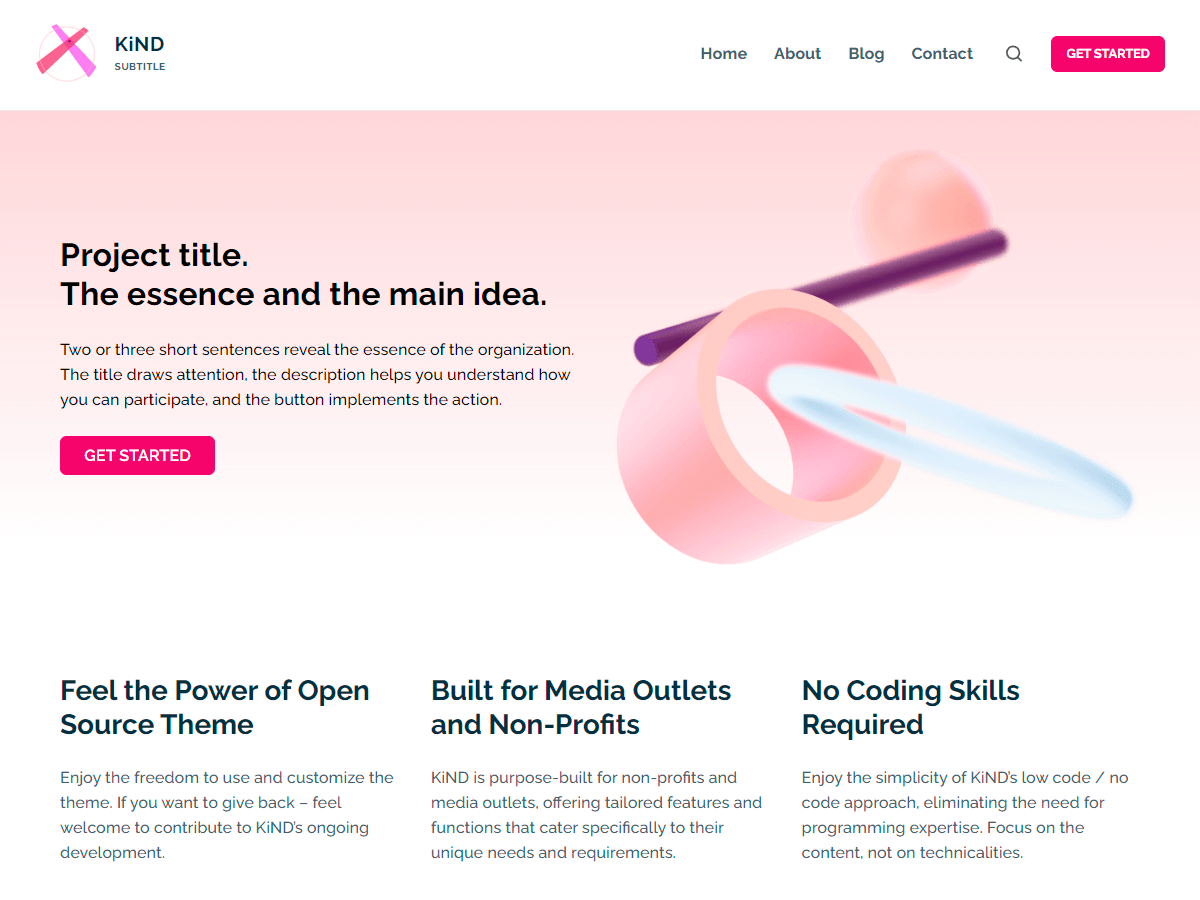 KiND
SUBTITLE
Home About Blog Contact GET STARTED
Project title.
The essence and the main idea.
Two or three short sentences reveal the essence of the organization.
The title draws attention, the description helps you understand how
you can participate, and the button implements the action.
GET STARTED
Feel the Power of Open
Source Theme
Enjoy the freedom to use and customize the
theme. If you want to give back – feel
welcome to contribute to KiND’s ongoing
development.
Built for Media Outlets
and Non-Profits
KiND is purpose-built for non-profits and
media outlets, offering tailored features and
functions that cater specifically to their
unique needs and requirements.
No Coding Skills
Required
Enjoy the simplicity of KiND’s low code / no
code approach, eliminating the need for
programming expertise. Focus on the
content, not on technicalities.